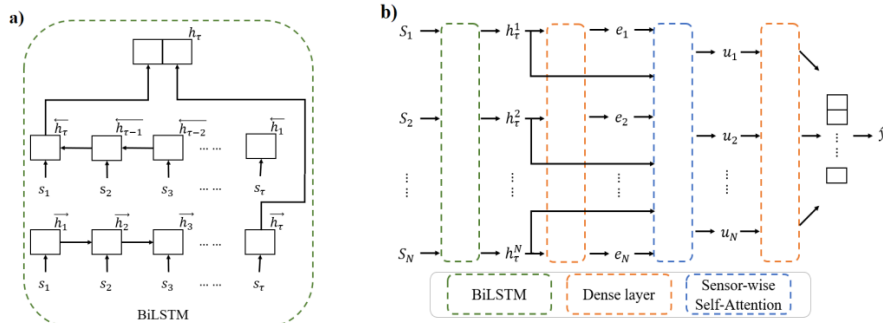 a)
h_τ
←h_τ ←h_τ−1 ←h_τ−2 ←h_1
... ...
s_1 s_2 s_3 ... ... s_τ
→h_1 →h_2 →h_3 →h_τ
... ...
s_1 s_2 s_3 ... ... s_τ
BiLSTM
b)
S_1 h_τ^1 e_1 u_1
S_2 h_τ^2 e_2 u_2 ŷ
S_N h_τ^N e_N u_N
BiLSTM Dense layer Sensor-wise
Self-Attention